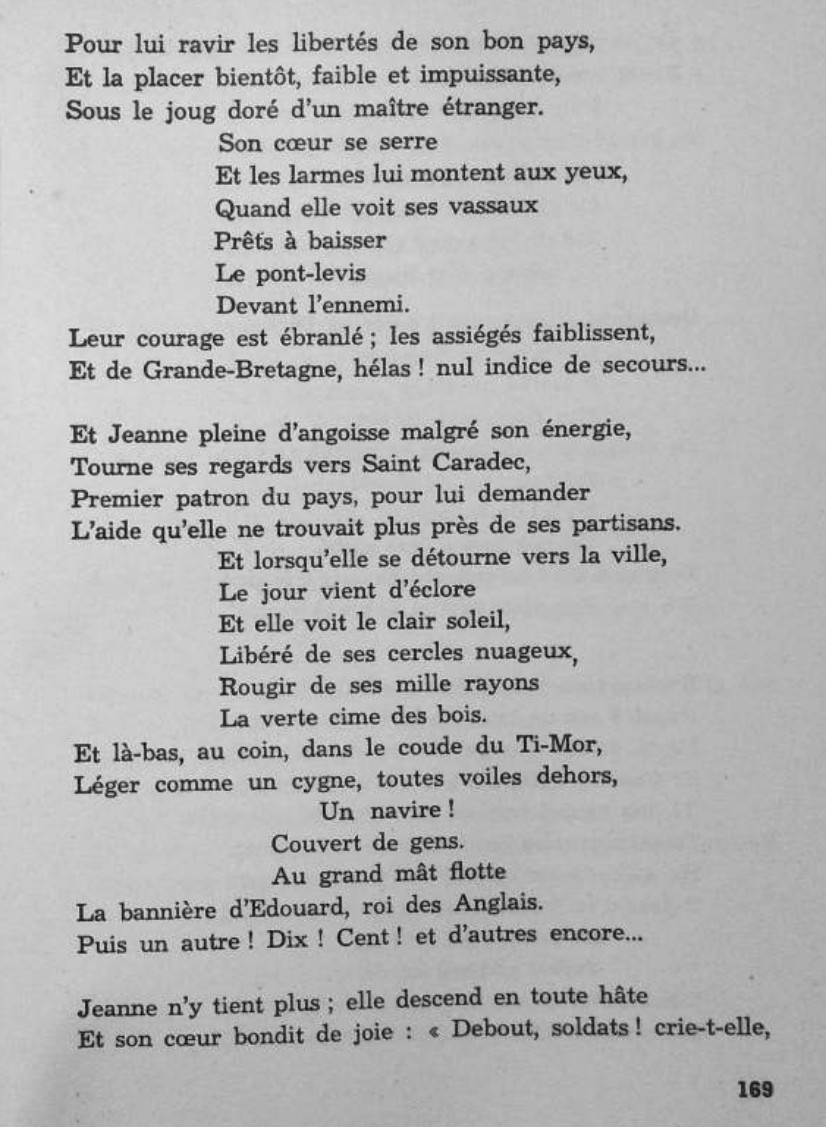 Pour lui ravir les libertés de son bon pays,
Et la placer bientôt, faible et impuissante,
Sous le joug doré d'un maître étranger.
Son cœur se serre
Et les larmes lui montent aux yeux,
Quand elle voit ses vassaux
Prêts à baisser
Le pont-levis
Devant l'ennemi.
Leur courage est ébranlé ; les assiégés faiblissent,
Et de Grande-Bretagne, hélas ! nul indice de secours...
Et Jeanne pleine d'angoisse malgré son énergie,
Tourne ses regards vers Saint Caradec,
Premier patron du pays, pour lui demander
L'aide qu'elle ne trouvait plus près de ses partisans.
Et lorsqu'elle se détourne vers la ville,
Le jour vient d'éclore
Et elle voit le clair soleil,
Libéré de ses cercles nuageux,
Rougir de ses mille rayons
La verte cime des bois.
Et là-bas, au coin, dans le coude du Ti-Mor,
Léger comme un cygne, toutes voiles dehors,
Un navire !
Couvert de gens.
Au grand mât flotte
La bannière d'Edouard, roi des Anglais.
Puis un autre ! Dix ! Cent ! et d'autres encore...
Jeanne n'y tient plus ; elle descend en toute hâte
Et son cœur bondit de joie : « Debout, soldats ! crie-t-elle,
169